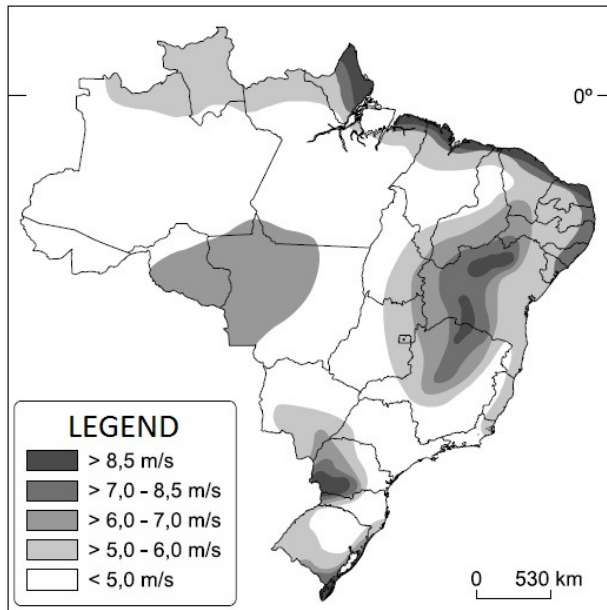 0º
LEGEND
> 8,5 m/s
> 7,0 - 8,5 m/s
> 6,0 - 7,0 m/s
> 5,0 - 6,0 m/s
< 5,0 m/s
0 530 km